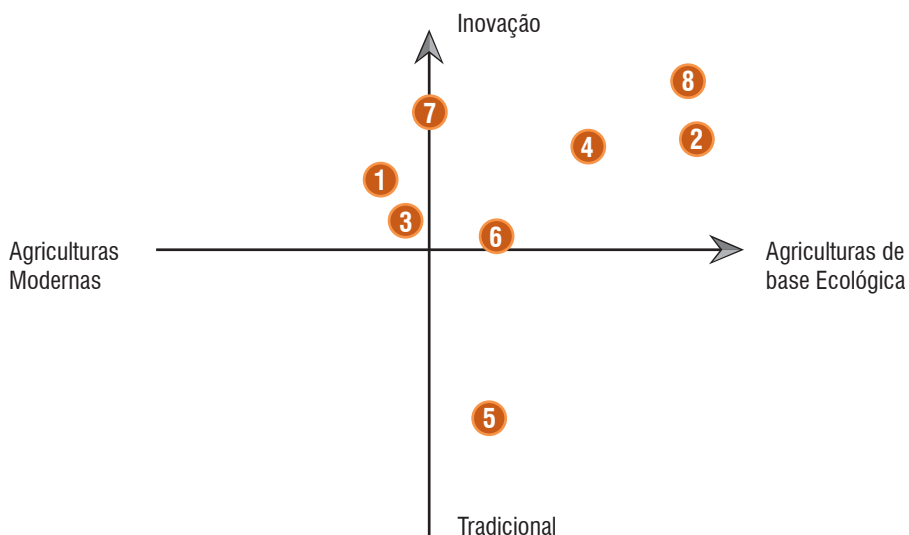 Inovação
8
7
2
4
1
3
6
Agriculturas
Modernas
Agriculturas de
base Ecológica
5
Tradicional